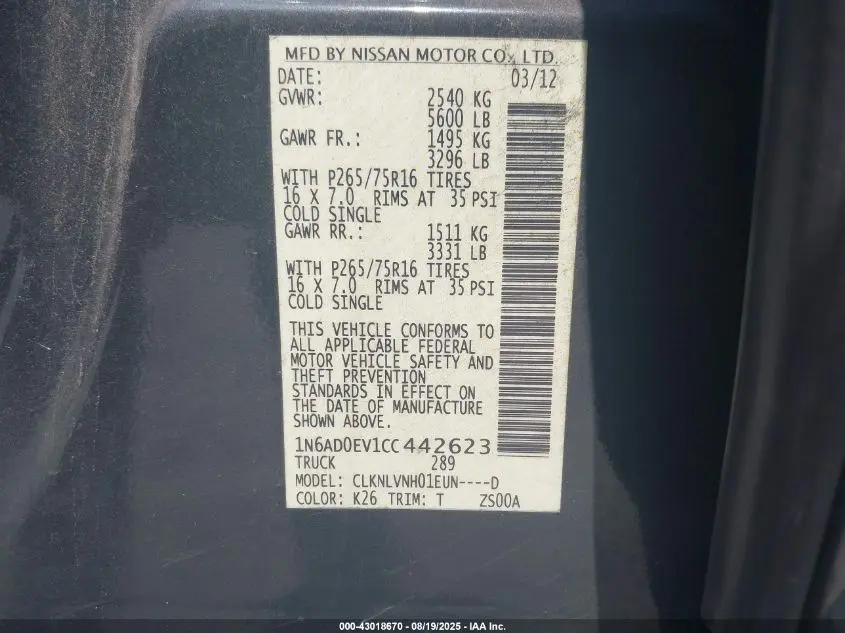 MFD BY NISSAN MOTOR CO., LTD.
DATE: 03/12
GVWR: 2540 KG
5600 LB
GAWR FR.: 1495 KG
3296 LB
WITH P265/75R16 TIRES
16 X 7.0 RIMS AT 35 PSI
COLD SINGLE
GAWR RR.: 1511 KG
3331 LB
WITH P265/75R16 TIRES
16 X 7.0 RIMS AT 35 PSI
COLD SINGLE
THIS VEHICLE CONFORMS TO
ALL APPLICABLE FEDERAL
MOTOR VEHICLE SAFETY AND
THEFT PREVENTION
STANDARDS IN EFFECT ON
THE DATE OF MANUFACTURE
SHOWN ABOVE.
1N6AD0EV1CC442623
TRUCK 289
MODEL: CLKNLVNH01EUN----D
COLOR: K26 TRIM: T ZS00A
000-43018670 - 08/19/2025 - IAA Inc.